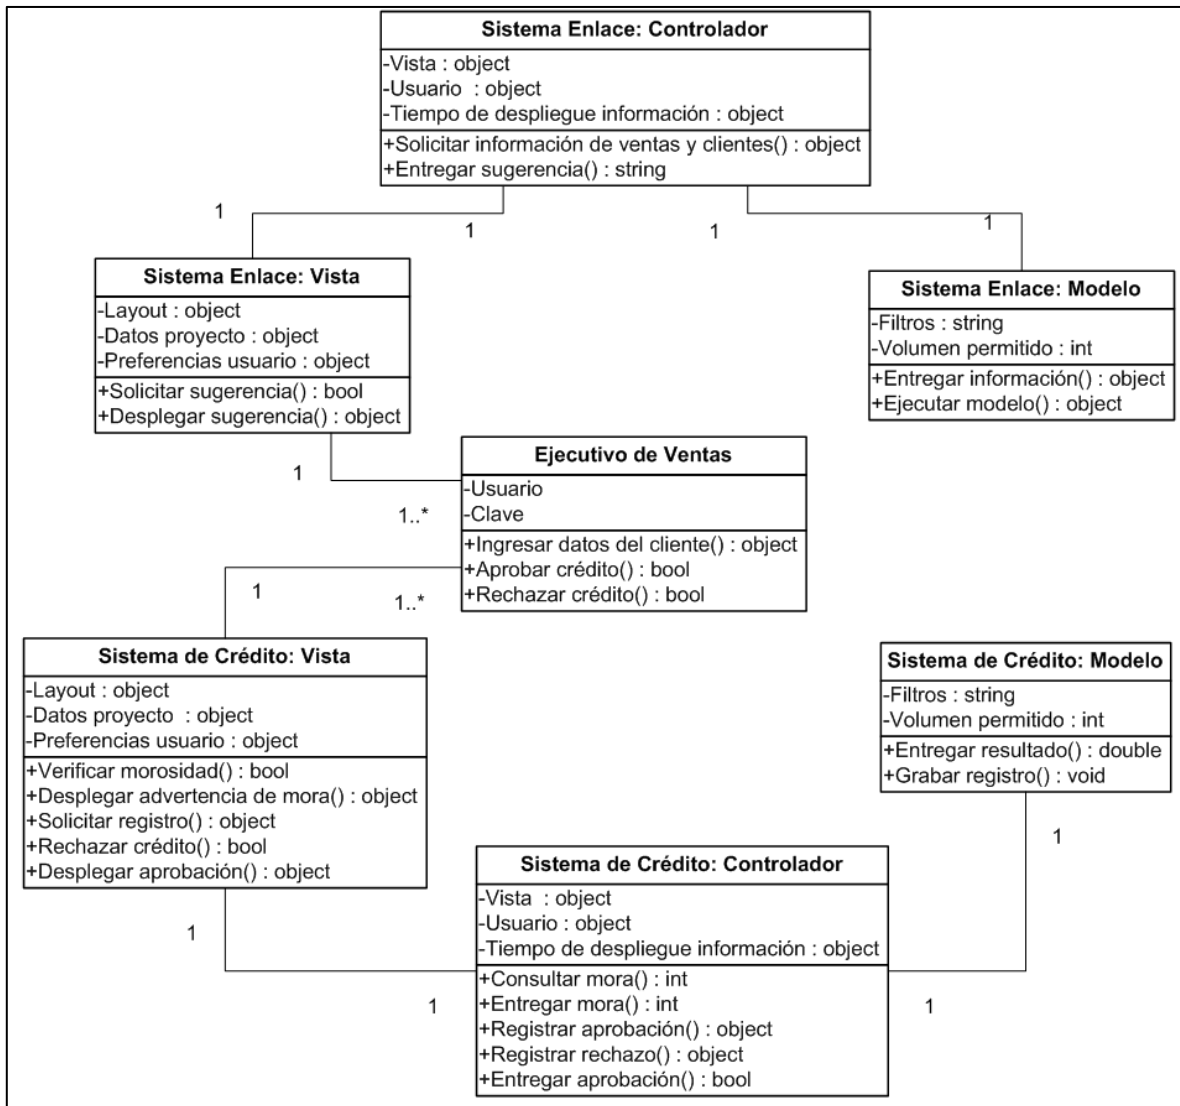 Sistema Enlace: Controlador
-Vista : object
-Usuario : object
-Tiempo de despliegue información : object
+Solicitar información de ventas y clientes() : object
+Entregar sugerencia() : string
1
1
1
1
Sistema Enlace: Vista
-Layout : object
-Datos proyecto : object
-Preferencias usuario : object
+Solicitar sugerencia() : bool
+Desplegar sugerencia() : object
Sistema Enlace: Modelo
-Filtros : string
-Volumen permitido : int
+Entregar información() : object
+Ejecutar modelo() : object
1
1..*
Ejecutivo de Ventas
-Usuario
-Clave
+Ingresar datos del cliente() : object
+Aprobar crédito() : bool
+Rechazar crédito() : bool
1
1..*
Sistema de Crédito: Vista
-Layout : object
-Datos proyecto : object
-Preferencias usuario : object
+Verificar morosidad() : bool
+Desplegar advertencia de mora() : object
+Solicitar registro() : object
+Rechazar crédito() : bool
+Desplegar aprobación() : object
Sistema de Crédito: Modelo
-Filtros : string
-Volumen permitido : int
+Entregar resultado() : double
+Grabar registro() : void
1
1
Sistema de Crédito: Controlador
-Vista : object
-Usuario : object
-Tiempo de despliegue información : object
+Consultar mora() : int
+Entregar mora() : int
+Registrar aprobación() : object
+Registrar rechazo() : object
+Entregar aprobación() : bool
1
1